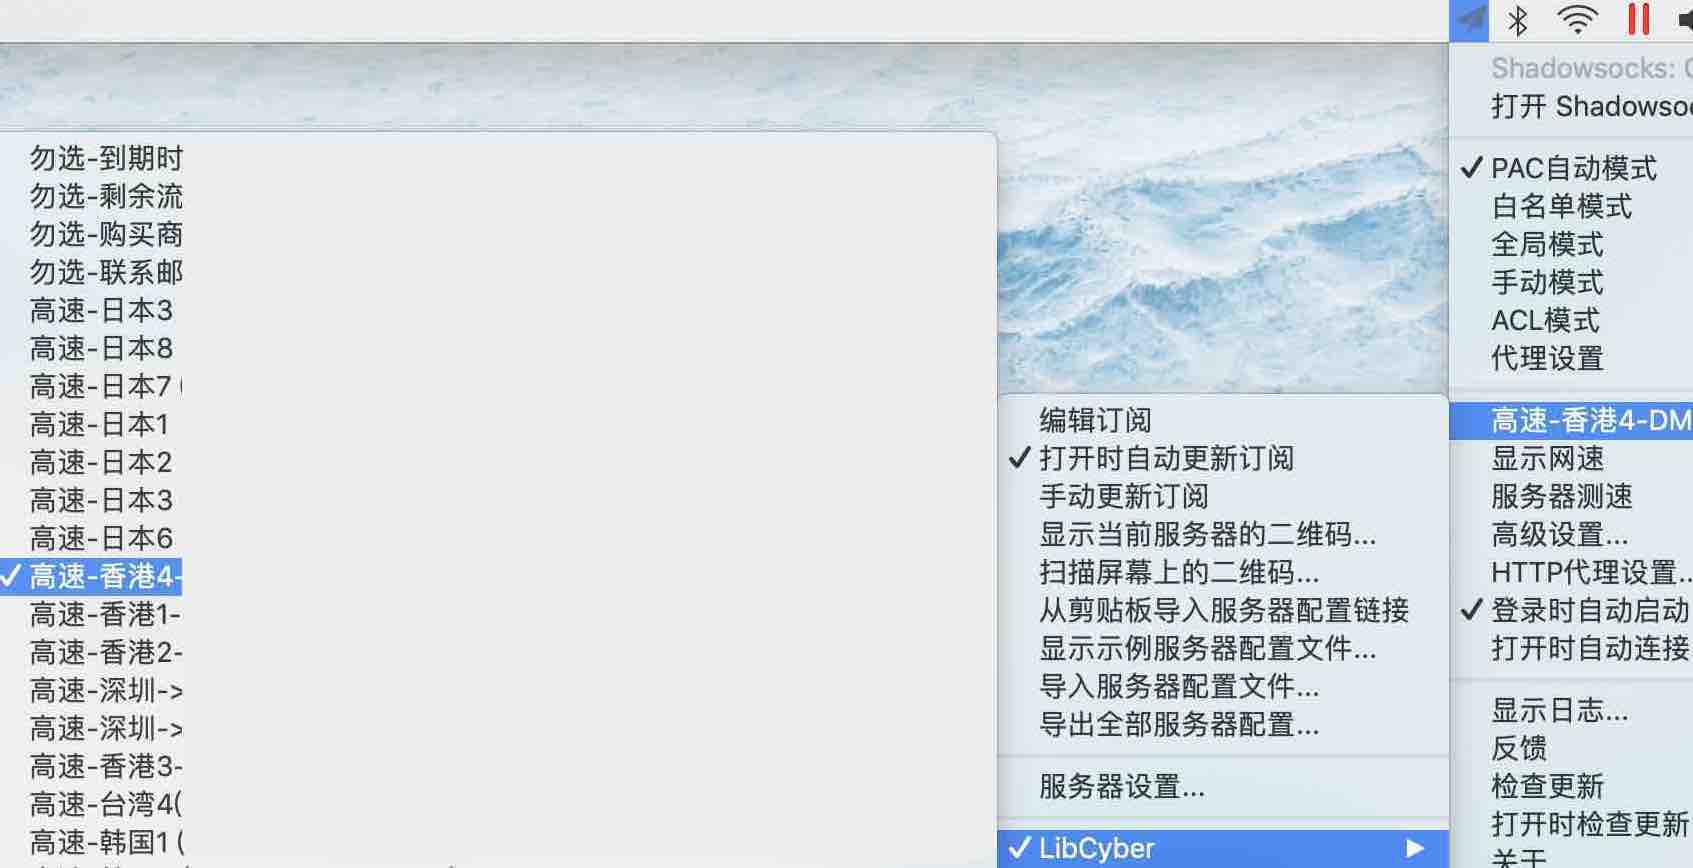 Shadowsocks:
打开 Shadowsoc
PAC自动模式
白名单模式
全局模式
手动模式
ACL模式
代理设置
高速-香港4-DM
显示网速
服务器测速
高级设置...
HTTP代理设置...
登录时自动启动
打开时自动连接
显示日志...
反馈
检查更新
打开时检查更新
关于
编辑订阅
打开时自动更新订阅
手动更新订阅
显示当前服务器的二维码...
扫描屏幕上的二维码...
从剪贴板导入服务器配置链接
显示示例服务器配置文件...
导入服务器配置文件...
导出全部服务器配置...
服务器设置...
LibCyber
勿选-到期时
勿选-剩余流
勿选-购买商
勿选-联系邮
高速-日本3
高速-日本8
高速-日本7 (
高速-日本1
高速-日本2
高速-日本3
高速-日本6
高速-香港4-
高速-香港1-
高速-香港2-
高速-深圳->
高速-深圳->
高速-香港3-
高速-台湾4(
高速-韩国1 (